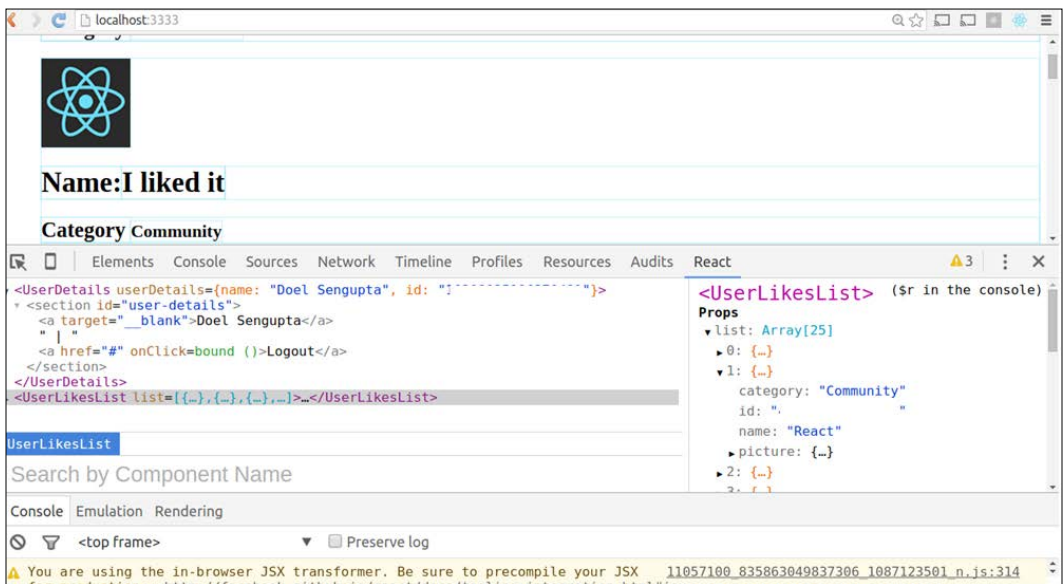 localhost:3333
Name:I liked it
Category Community
Elements Console Sources Network Timeline Profiles Resources Audits React 3
<UserDetails userDetails={name: "Doel Sengupta", id: "
"}>
<section id="user-details">
<a target="__blank">Doel Sengupta</a>
" | "
<a href="#" onClick=bound ()>Logout</a>
</section>
</UserDetails>
<UserLikesList list=[{…},{…},{…},…]>…</UserLikesList>
UserLikesList
Search by Component Name
<UserLikesList> ($r in the console)
Props
list: Array[25]
0: {…}
1: {…}
category: "Community"
id: " "
name: "React"
picture: {…}
2: {…}
Console Emulation Rendering
<top frame> Preserve log
You are using the in-browser JSX transformer. Be sure to precompile your JSX 11057100_835863049837306_1087123501_n.js:314